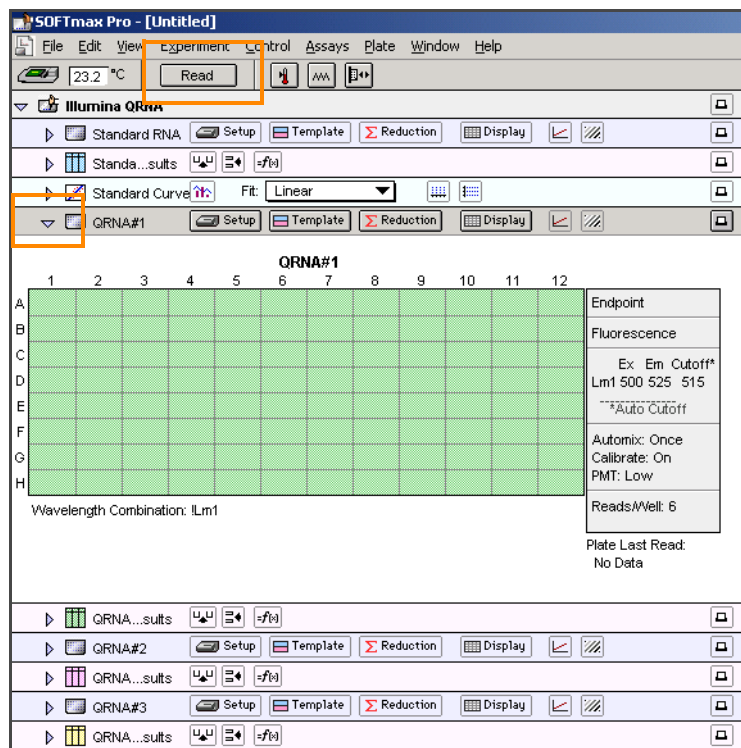 SOFTmax Pro - [Untitled]
File Edit View Experiment Control Assays Plate Window Help
23.2 °C Read
Illumina QRNA
Standard RNA Setup Template Reduction Display
Standa...sults =f(x)
Standard Curve Fit: Linear
QRNA#1 Setup Template Reduction Display
QRNA#1
1 2 3 4 5 6 7 8 9 10 11 12
A
B
C
D
E
F
G
H
Endpoint
Fluorescence
Ex Em Cutoff*
Lm1 500 525 515
*Auto Cutoff
Automix: Once
Calibrate: On
PMT: Low
Reads/Well: 6
Wavelength Combination: !Lm1
Plate Last Read:
No Data
QRNA...sults =f(x)
QRNA#2 Setup Template Reduction Display
QRNA...sults =f(x)
QRNA#3 Setup Template Reduction Display
QRNA...sults =f(x)